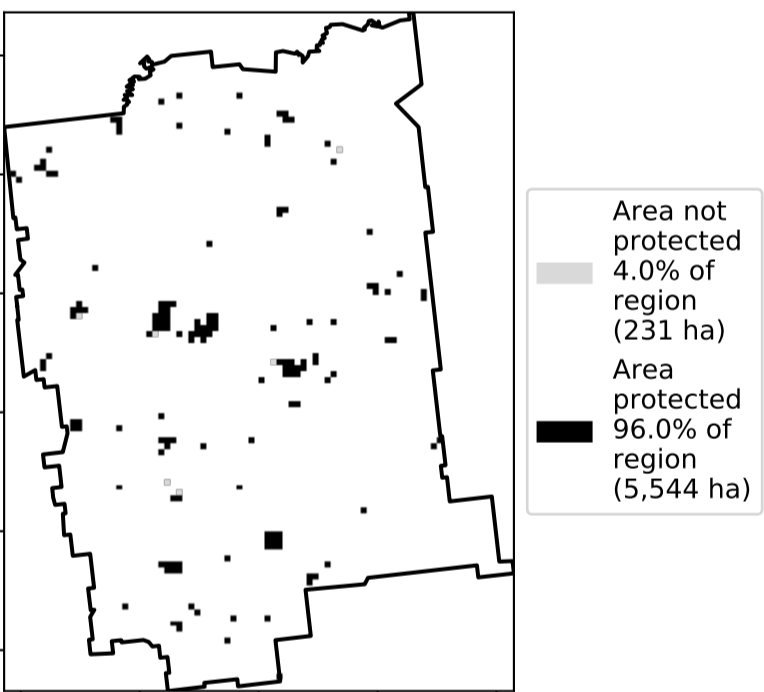 Area not
protected
4.0% of
region
(231 ha)
Area
protected
96.0% of
region
(5,544 ha)